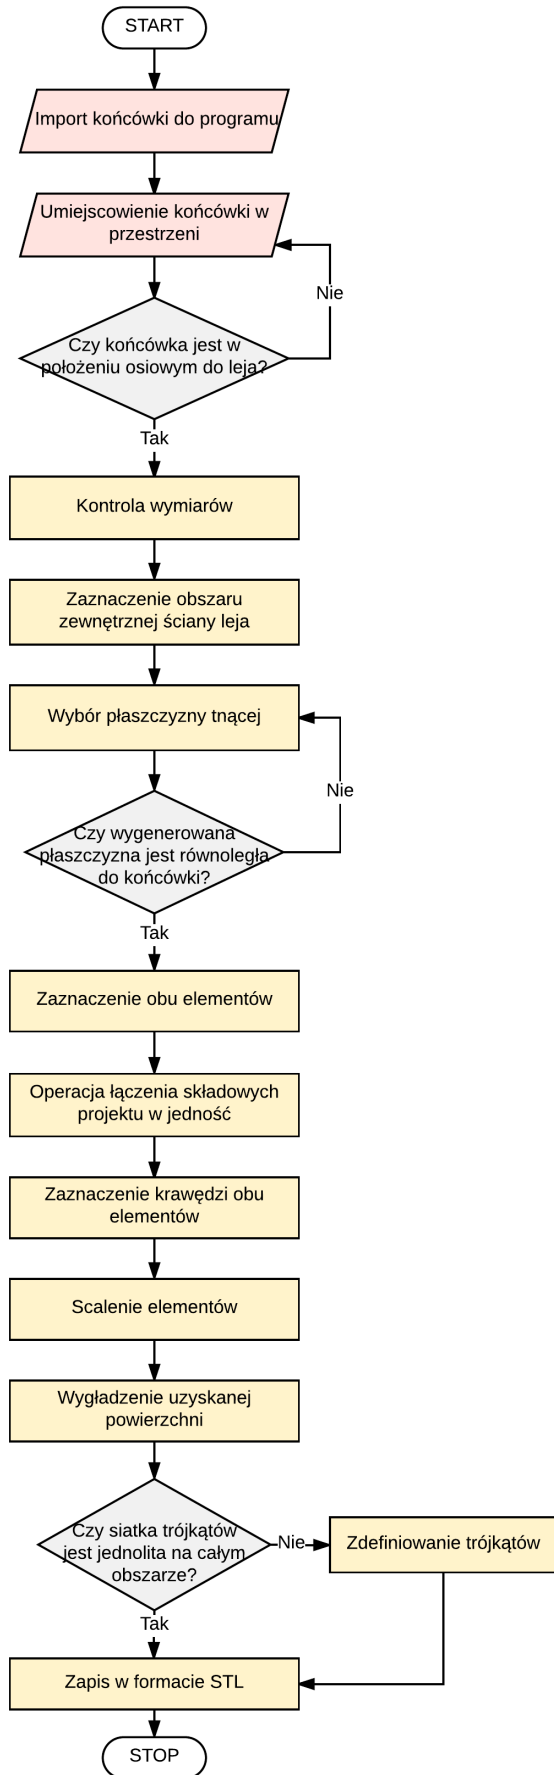 START
Import końcówki do programu
Umiejscowienie końcówki w
przestrzeni
Nie
Czy końcówka jest w
położeniu osiowym do leja?
Tak
Kontrola wymiarów
Zaznaczenie obszaru
zewnętrznej ściany leja
Wybór płaszczyzny tnącej
Nie
Czy wygenerowana
płaszczyzna jest równoległa
do końcówki?
Tak
Zaznaczenie obu elementów
Operacja łączenia składowych
projektu w jedność
Zaznaczenie krawędzi obu
elementów
Scalenie elementów
Wygładzenie uzyskanej
powierzchni
Czy siatka trójkątów
jest jednolita na całym
obszarze?
Nie
Zdefiniowanie trójkątów
Tak
Zapis w formacie STL
STOP